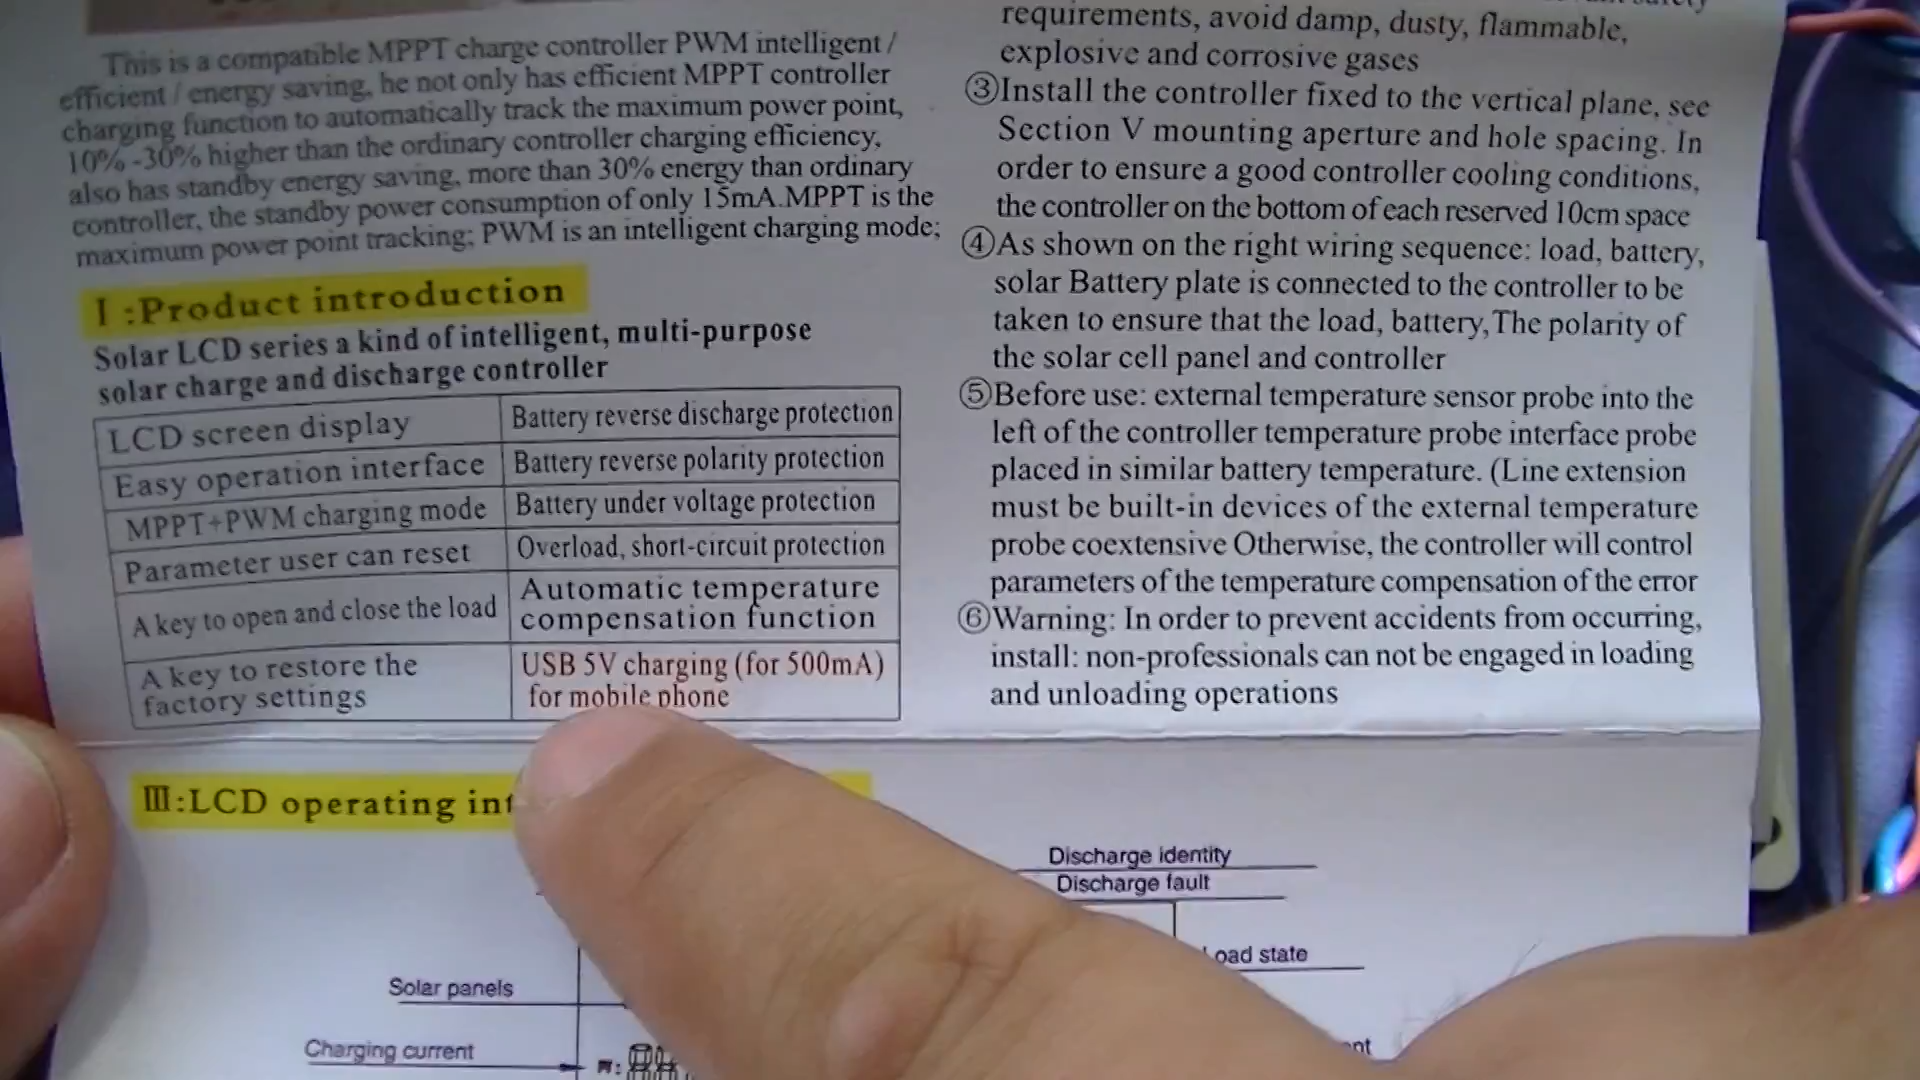 This is a compatible MPPT charge controller PWM intelligent /
efficient / energy saving, he not only has efficient MPPT controller
charging function to automatically track the maximum power point,
10% -30% higher than the ordinary controller charging efficiency,
also has standby energy saving, more than 30% energy than ordinary
controller, the standby power consumption of only 15mA.MPPT is the
maximum power point tracking; PWM is an intelligent charging mode;
I :Product introduction
Solar LCD series a kind of intelligent, multi-purpose
solar charge and discharge controller
LCD screen display
Battery reverse discharge protection
Easy operation interface
Battery reverse polarity protection
MPPT+PWM charging mode
Battery under voltage protection
Parameter user can reset
Overload, short-circuit protection
A key to open and close the load
Automatic temperature
compensation function
A key to restore the
factory settings
USB 5V charging (for 500mA)
for mobile phone
requirements, avoid damp, dusty, flammable,
explosive and corrosive gases
③Install the controller fixed to the vertical plane, see
Section V mounting aperture and hole spacing. In
order to ensure a good controller cooling conditions,
the controller on the bottom of each reserved 10cm space
④As shown on the right wiring sequence: load, battery,
solar Battery plate is connected to the controller to be
taken to ensure that the load, battery,The polarity of
the solar cell panel and controller
⑤Before use: external temperature sensor probe into the
left of the controller temperature probe interface probe
placed in similar battery temperature. (Line extension
must be built-in devices of the external temperature
probe coextensive Otherwise, the controller will control
parameters of the temperature compensation of the error
⑥Warning: In order to prevent accidents from occurring,
install: non-professionals can not be engaged in loading
and unloading operations
III:LCD operating
Discharge identity
Discharge fault
state
Solar panels
Charging current